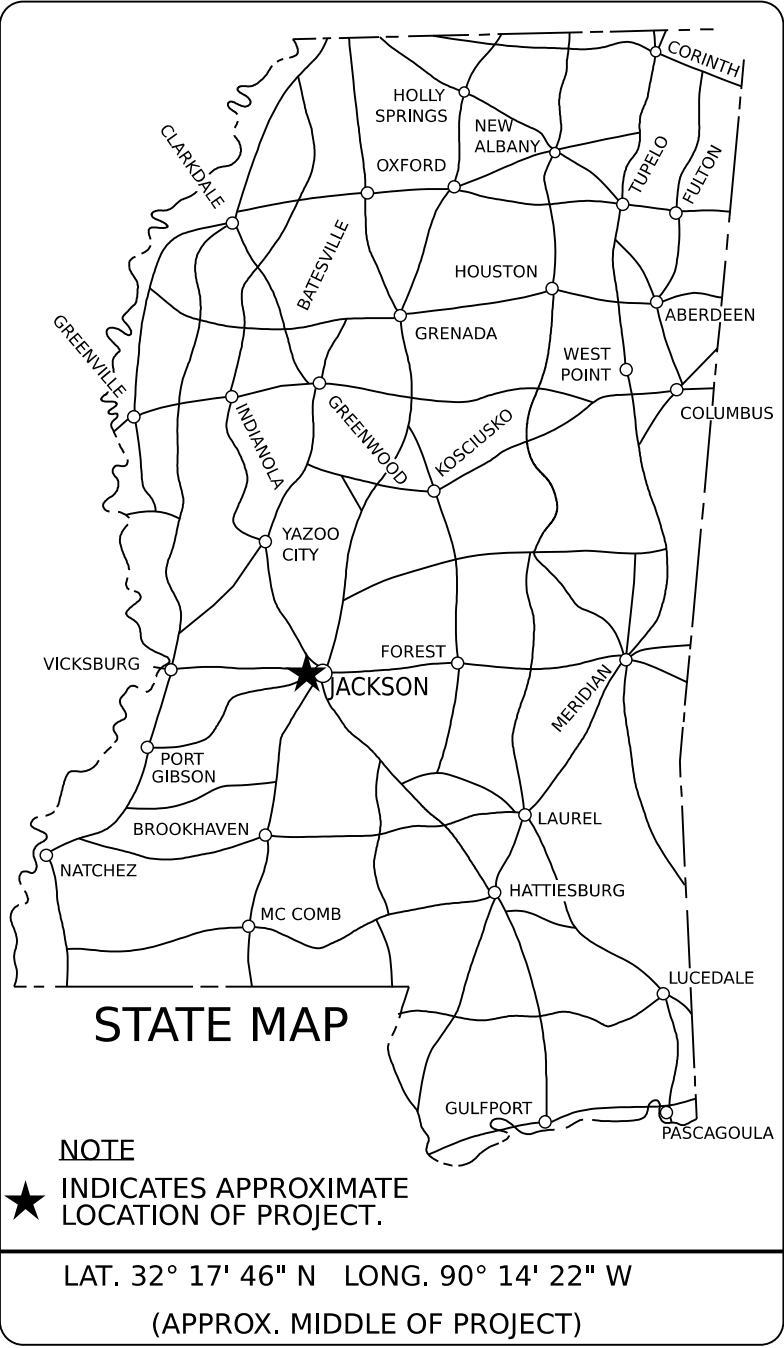 CORINTH
HOLLY
SPRINGS
NEW
ALBANY
CLARKDALE
OXFORD
TUPELO
FULTON
BATESVILLE
HOUSTON
ABERDEEN
GREENVILLE
GRENADA
WEST
POINT
COLUMBUS
INDIANOLA
GREENWOOD
KOSCIUSKO
YAZOO
CITY
VICKSBURG
FOREST
JACKSON
MERIDIAN
PORT
GIBSON
BROOKHAVEN
LAUREL
NATCHEZ
HATTIESBURG
MC COMB
LUCEDALE
STATE MAP
GULFPORT
PASCAGOULA
NOTE
INDICATES APPROXIMATE
LOCATION OF PROJECT.
LAT. 32° 17' 46" N LONG. 90° 14' 22" W
(APPROX. MIDDLE OF PROJECT)